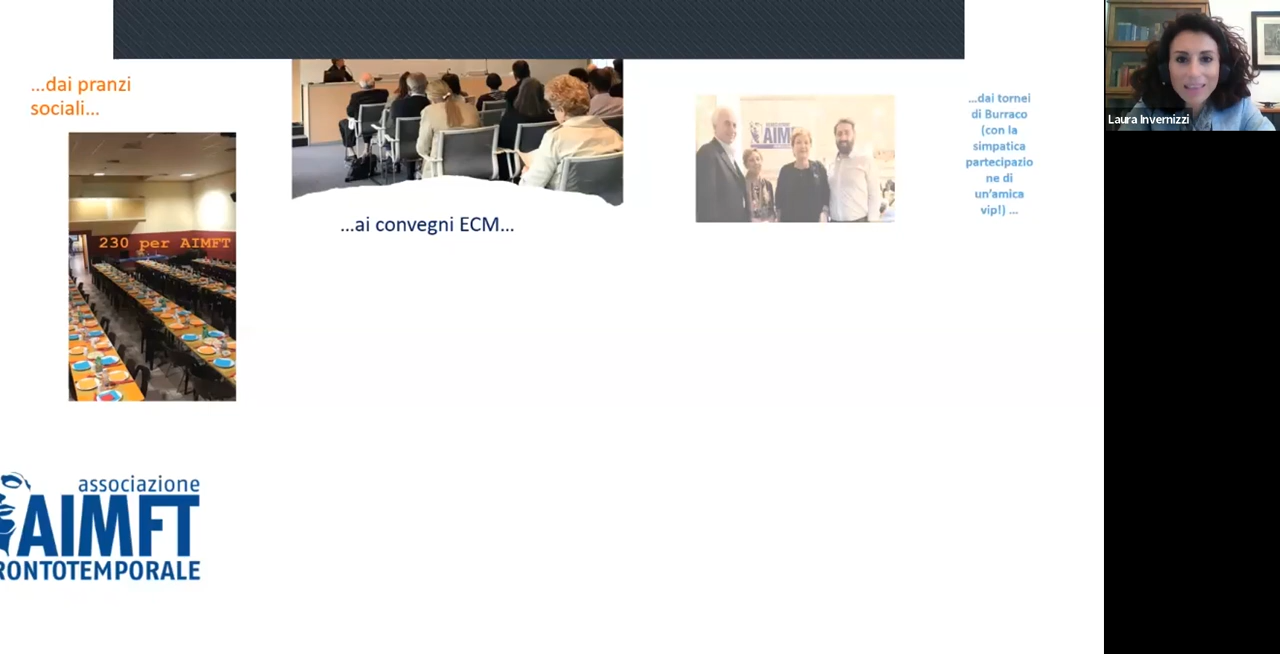 ...dai pranzi
sociali...
230 per AIMFT
...ai convegni ECM...
AIM
...dai tornei
di Burraco
(con la
simpatica
partecipazio
ne di
un'amica
vip!) ...
Laura Invernizzi
associazione
AIMFT
RONTOTEMPORALE